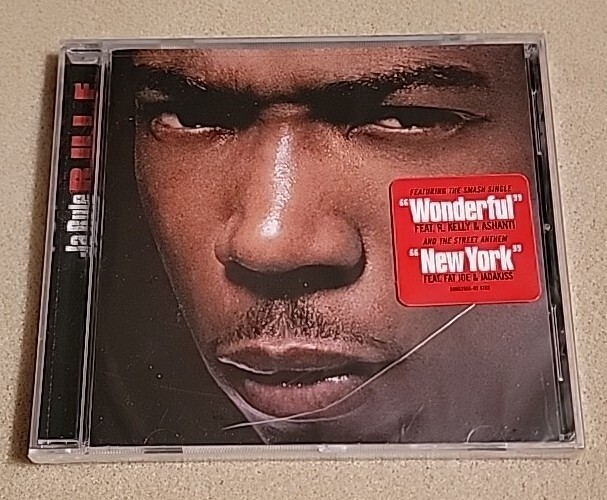 Ja Rule
R.U.L.E
FEATURING THE SMASH SINGLE
"Wonderful"
FEAT. R. KELLY & ASHANTI
AND THE STREET ANTHEM
"New York"
FEAT. FAT JOE & JADAKISS